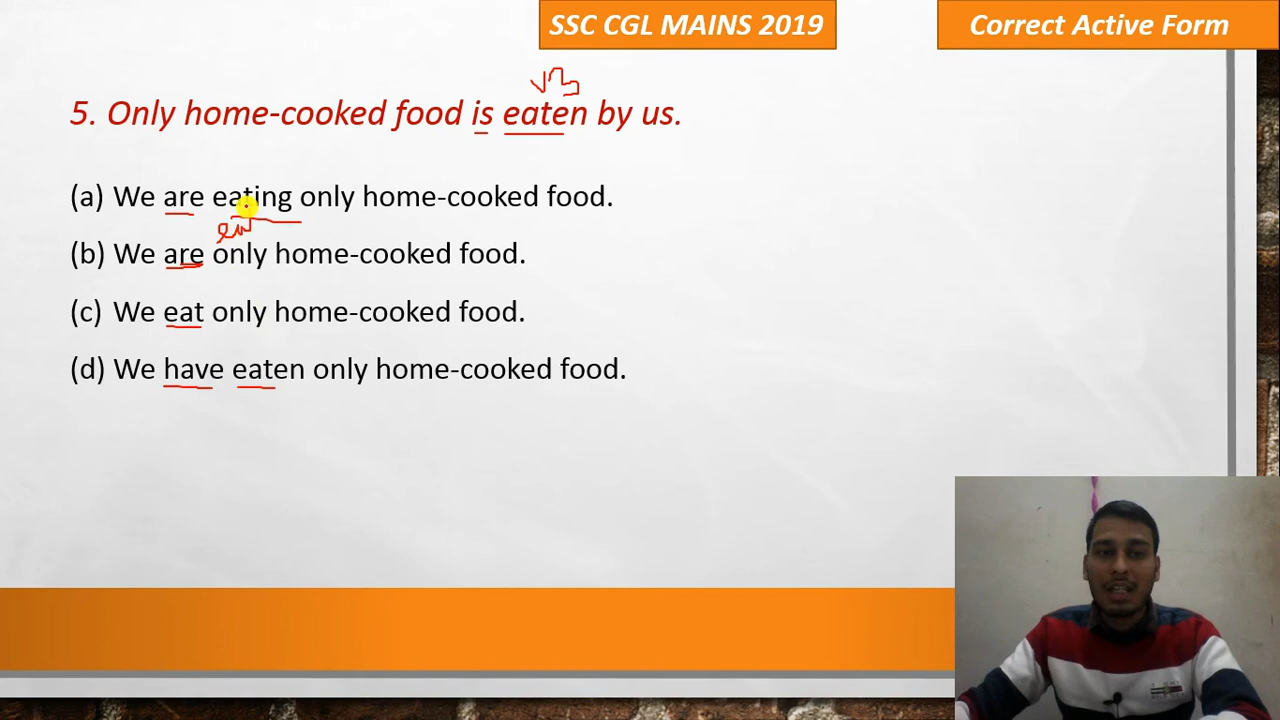 SSC CGL MAINS 2019
Correct Active Form
V3
5. Only home-cooked food is eaten by us.
(a) We are eating only home-cooked food.
(b) We are only home-cooked food.
(c) We eat only home-cooked food.
(d) We have eaten only home-cooked food.